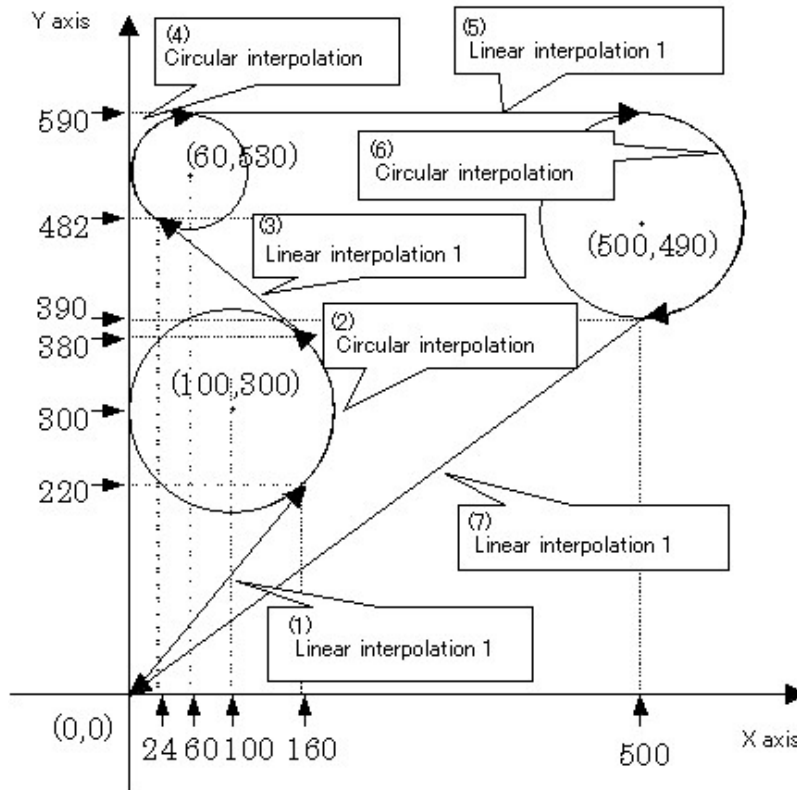 Y axis
(4)
Circular interpolation
(5)
Linear interpolation 1
590
(60,530)
(6)
Circular interpolation
482
(3)
Linear interpolation 1
(500,490)
390
380
(2)
Circular interpolation
(100,300)
300
220
(7)
Linear interpolation 1
(1)
Linear interpolation 1
(0,0)
24
60
100
160
500
X axis